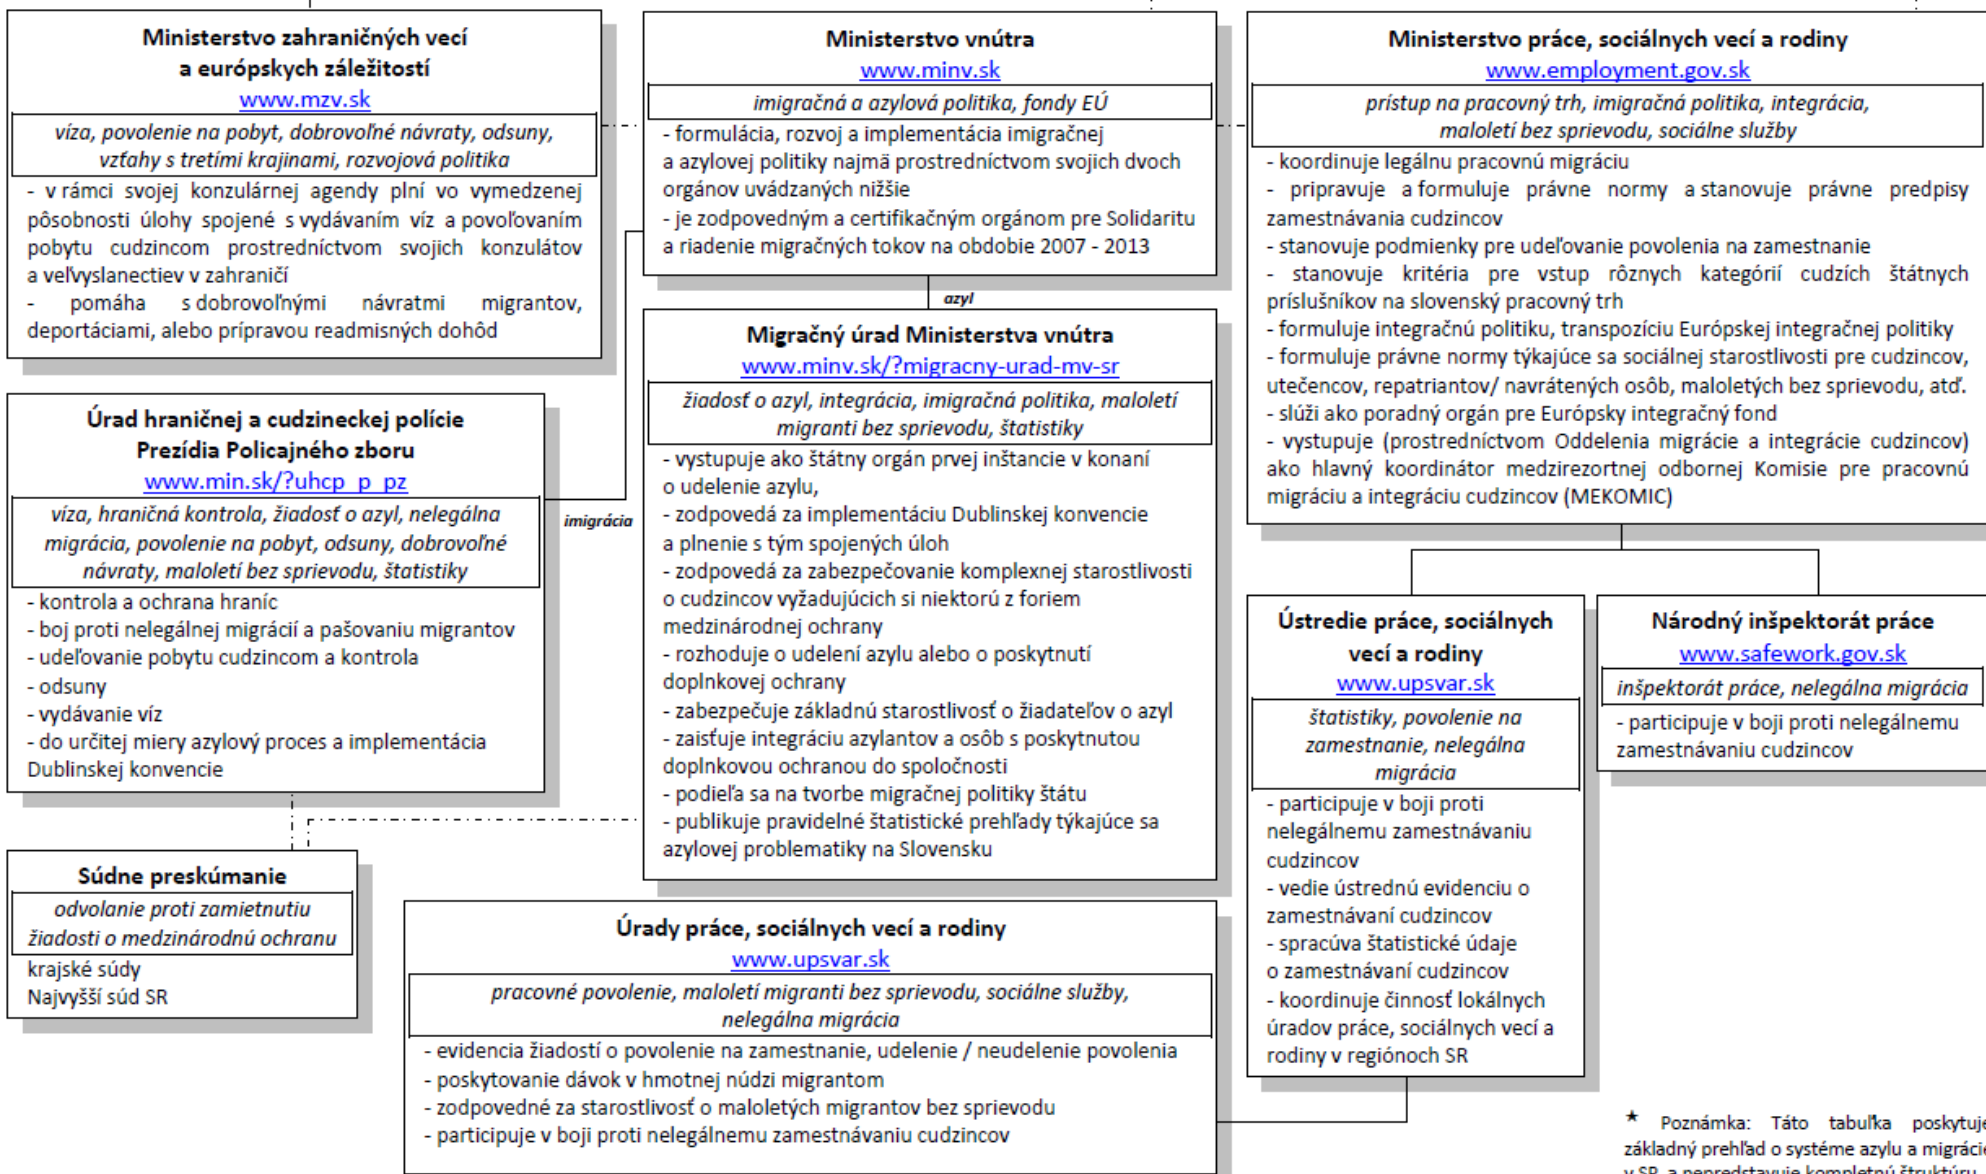 Ministerstvo zahraničných vecí
a európskych záležitostí
www.mzv.sk
víza, povolenie na pobyt, dobrovoľné návraty, odsuny,
vzťahy s tretími krajinami, rozvojová politika
- v rámci svojej konzulárnej agendy plní vo vymedzenej
pôsobnosti úlohy spojené s vydávaním víz a povoľovaním
pobytu cudzincom prostredníctvom svojich konzulátov
a veľvyslanectiev v zahraničí
- pomáha s dobrovoľnými návratmi migrantov,
deportáciami, alebo prípravou readmisných dohôd
Ministerstvo vnútra
www.minv.sk
imigračná a azylová politika, fondy EÚ
- formulácia, rozvoj a implementácia imigračnej
a azylovej politiky najmä prostredníctvom svojich dvoch
orgánov uvádzaných nižšie
- je zodpovedným a certifikačným orgánom pre Solidaritu
a riadenie migračných tokov na obdobie 2007 - 2013
Ministerstvo práce, sociálnych vecí a rodiny
www.employment.gov.sk
prístup na pracovný trh, imigračná politika, integrácia,
maloletí bez sprievodu, sociálne služby
- koordinuje legálnu pracovnú migráciu
- pripravuje a formuluje právne normy a stanovuje právne predpisy
zamestnávania cudzincov
- stanovuje podmienky pre udeľovanie povolenia na zamestnanie
- stanovuje kritéria pre vstup rôznych kategórií cudzích štátnych
príslušníkov na slovenský pracovný trh
- formuluje integračnú politiku, transpozíciu Európskej integračnej politiky
- formuluje právne normy týkajúce sa sociálnej starostlivosti pre cudzincov,
utečencov, repatriantov/ navrátených osôb, maloletých bez sprievodu, atď.
- slúži ako poradný orgán pre Európsky integračný fond
- vystupuje (prostredníctvom Oddelenia migrácie a integrácie cudzincov)
ako hlavný koordinátor medzirezortnej odbornej Komisie pre pracovnú
migráciu a integráciu cudzincov (MEKOMIC)
azyl
imigrácia
Úrad hraničnej a cudzineckej polície
Prezídia Policajného zboru
www.min.sk/?uhcp_p_pz
víza, hraničná kontrola, žiadosť o azyl, nelegálna
migrácia, povolenie na pobyt, odsuny, dobrovoľné
návraty, maloletí bez sprievodu, štatistiky
- kontrola a ochrana hraníc
- boj proti nelegálnej migrácií a pašovaniu migrantov
- udeľovanie pobytu cudzincom a kontrola
- odsuny
- vydávanie víz
- do určitej miery azylový proces a implementácia
Dublinskej konvencie
Migračný úrad Ministerstva vnútra
www.minv.sk/?migracny-urad-mv-sr
žiadosť o azyl, integrácia, imigračná politika, maloletí
migranti bez sprievodu, štatistiky
- vystupuje ako štátny orgán prvej inštancie v konaní
o udelenie azylu,
- zodpovedá za implementáciu Dublinskej konvencie
a plnenie s tým spojených úloh
- zodpovedá za zabezpečovanie komplexnej starostlivosti
o cudzincov vyžadujúcich si niektorú z foriem
medzinárodnej ochrany
- rozhoduje o udelení azylu alebo o poskytnutí
doplnkovej ochrany
- zabezpečuje základnú starostlivosť o žiadateľov o azyl
- zaisťuje integráciu azylantov a osôb s poskytnutou
doplnkovou ochranou do spoločnosti
- podieľa sa na tvorbe migračnej politiky štátu
- publikuje pravidelné štatistické prehľady týkajúce sa
azylovej problematiky na Slovensku
Ústredie práce, sociálnych
vecí a rodiny
www.upsvar.sk
štatistiky, povolenie na
zamestnanie, nelegálna
migrácia
- participuje v boji proti
nelegálnemu zamestnávaniu
cudzincov
- vedie ústrednú evidenciu o
zamestnávaní cudzincov
- spracúva štatistické údaje
o zamestnávaní cudzincov
- koordinuje činnosť lokálnych
úradov práce, sociálnych vecí a
rodiny v regiónoch SR
Národný inšpektorát práce
www.safework.gov.sk
inšpektorát práce, nelegálna migrácia
- participuje v boji proti nelegálnemu
zamestnávaniu cudzincov
Súdne preskúmanie
odvolanie proti zamietnutiu
žiadosti o medzinárodnú ochranu
krajské súdy
Najvyšší súd SR
Úrady práce, sociálnych vecí a rodiny
www.upsvar.sk
pracovné povolenie, maloletí migranti bez sprievodu, sociálne služby,
nelegálna migrácia
- evidencia žiadostí o povolenie na zamestnanie, udelenie / neudelenie povolenia
- poskytovanie dávok v hmotnej núdzi migrantom
- zodpovedné za starostlivosť o maloletých migrantov bez sprievodu
- participuje v boji proti nelegálnemu zamestnávaniu cudzincov
★ Poznámka: Táto tabuľka poskytuje
základný prehľad o systéme azylu a migrácie
v SR a nepredstavuje kompletnú štruktúru